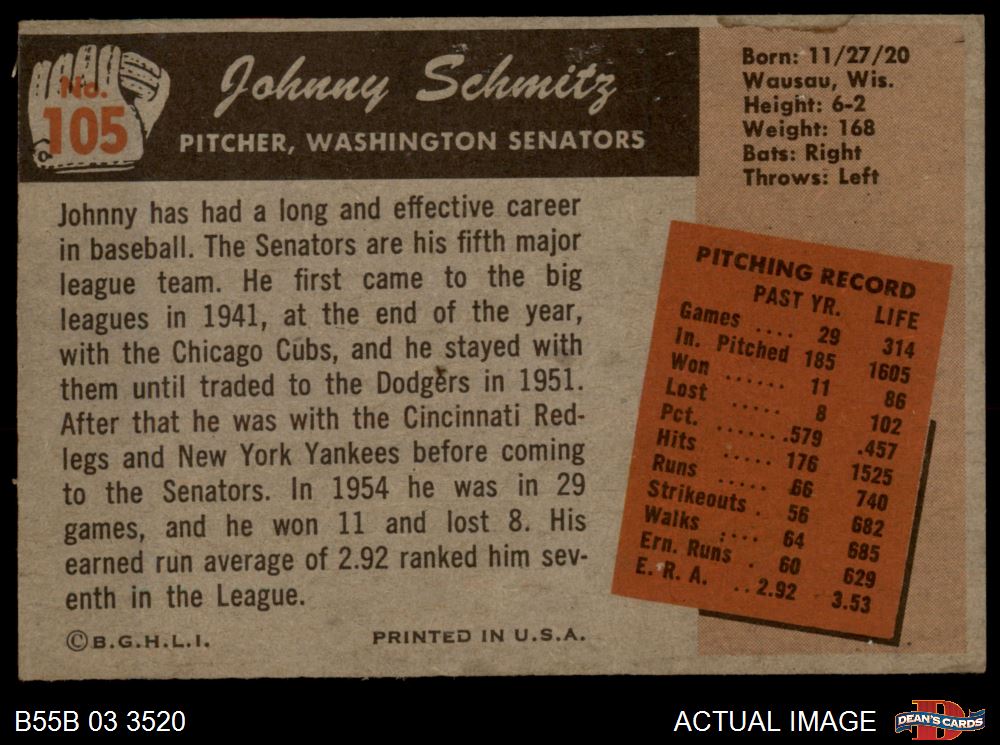 No.
105
Johnny Schmitz
PITCHER, WASHINGTON SENATORS
Born: 11/27/20
Wausau, Wis.
Height: 6-2
Weight: 168
Bats: Right
Throws: Left
Johnny has had a long and effective career
in baseball. The Senators are his fifth major
league team. He first came to the big
leagues in 1941, at the end of the year,
with the Chicago Cubs, and he stayed with
them until traded to the Dodgers in 1951.
After that he was with the Cincinnati Red-
legs and New York Yankees before coming
to the Senators. In 1954 he was in 29
games, and he won 11 and lost 8. His
earned run average of 2.92 ranked him sev-
enth in the League.
©B.G.H.L.I.
PRINTED IN U.S.A.
PITCHING RECORD
PAST YR. LIFE
Games .... 29 314
In. Pitched 185 1605
Won ...... 11 86
Lost ..... 8 102
Pct. .......579 .457
Hits ..... 176 1525
Runs ..... 66 740
Strikeouts . 56 682
Walks .... 64 685
Ern. Runs . 60 629
E. R. A. ..2.92 3.53
B55B 03 3520
ACTUAL IMAGE
D
DEAN'S CARDS